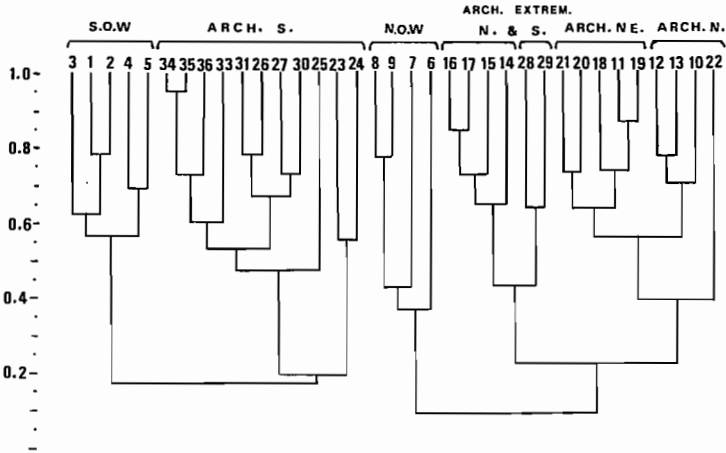 ARCH. EXTREM.
S.O.W ARCH. S. N.O.W N. & S. ARCH. NE. ARCH. N.
3 1 2 4 5 34 35 36 33 31 26 27 30 25 23 24 8 9 7 6 16 17 15 14 28 29 21 20 18 11 19 12 13 10 22
1.0
0.8
0.6
0.4
0.2